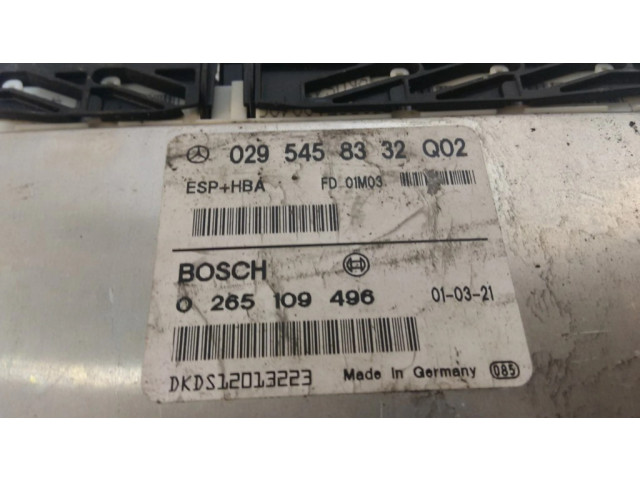 029 545 83 32 Q02
ESP+HBA FD 01M03
BOSCH
0 265 109 496 01-03-21
DKDS12013223 Made in Germany 085